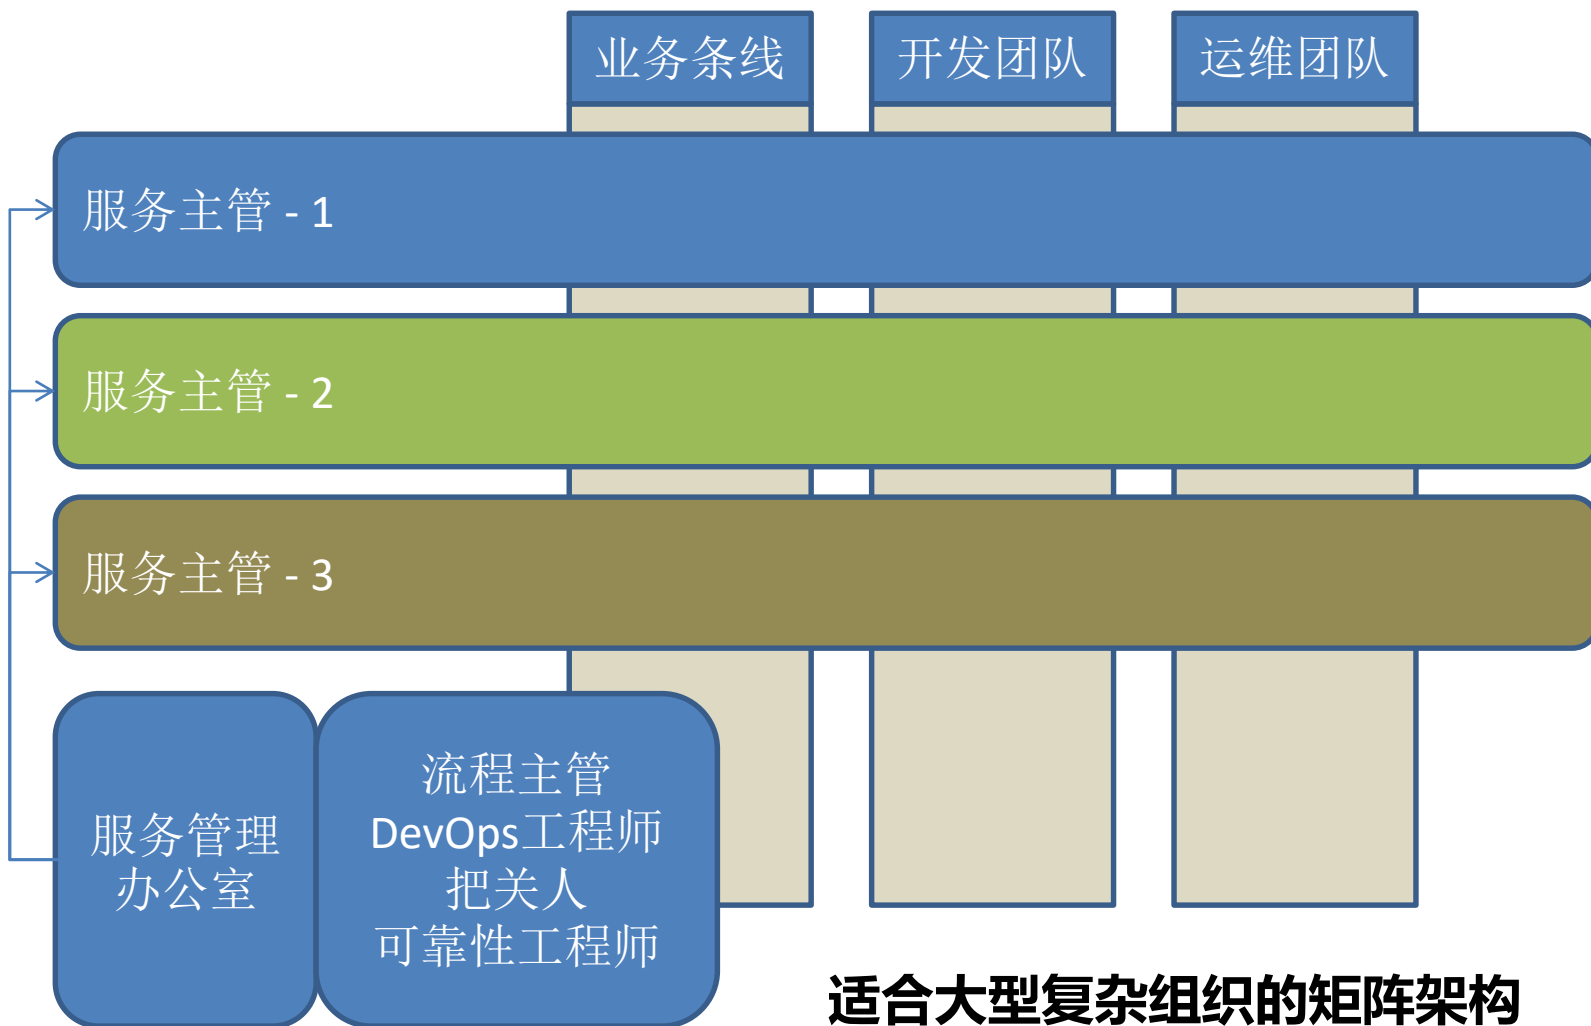 业务条线
开发团队
运维团队
服务主管 - 1
服务主管 - 2
服务主管 - 3
服务管理
办公室
流程主管
DevOps工程师
把关人
可靠性工程师
适合大型复杂组织的矩阵架构